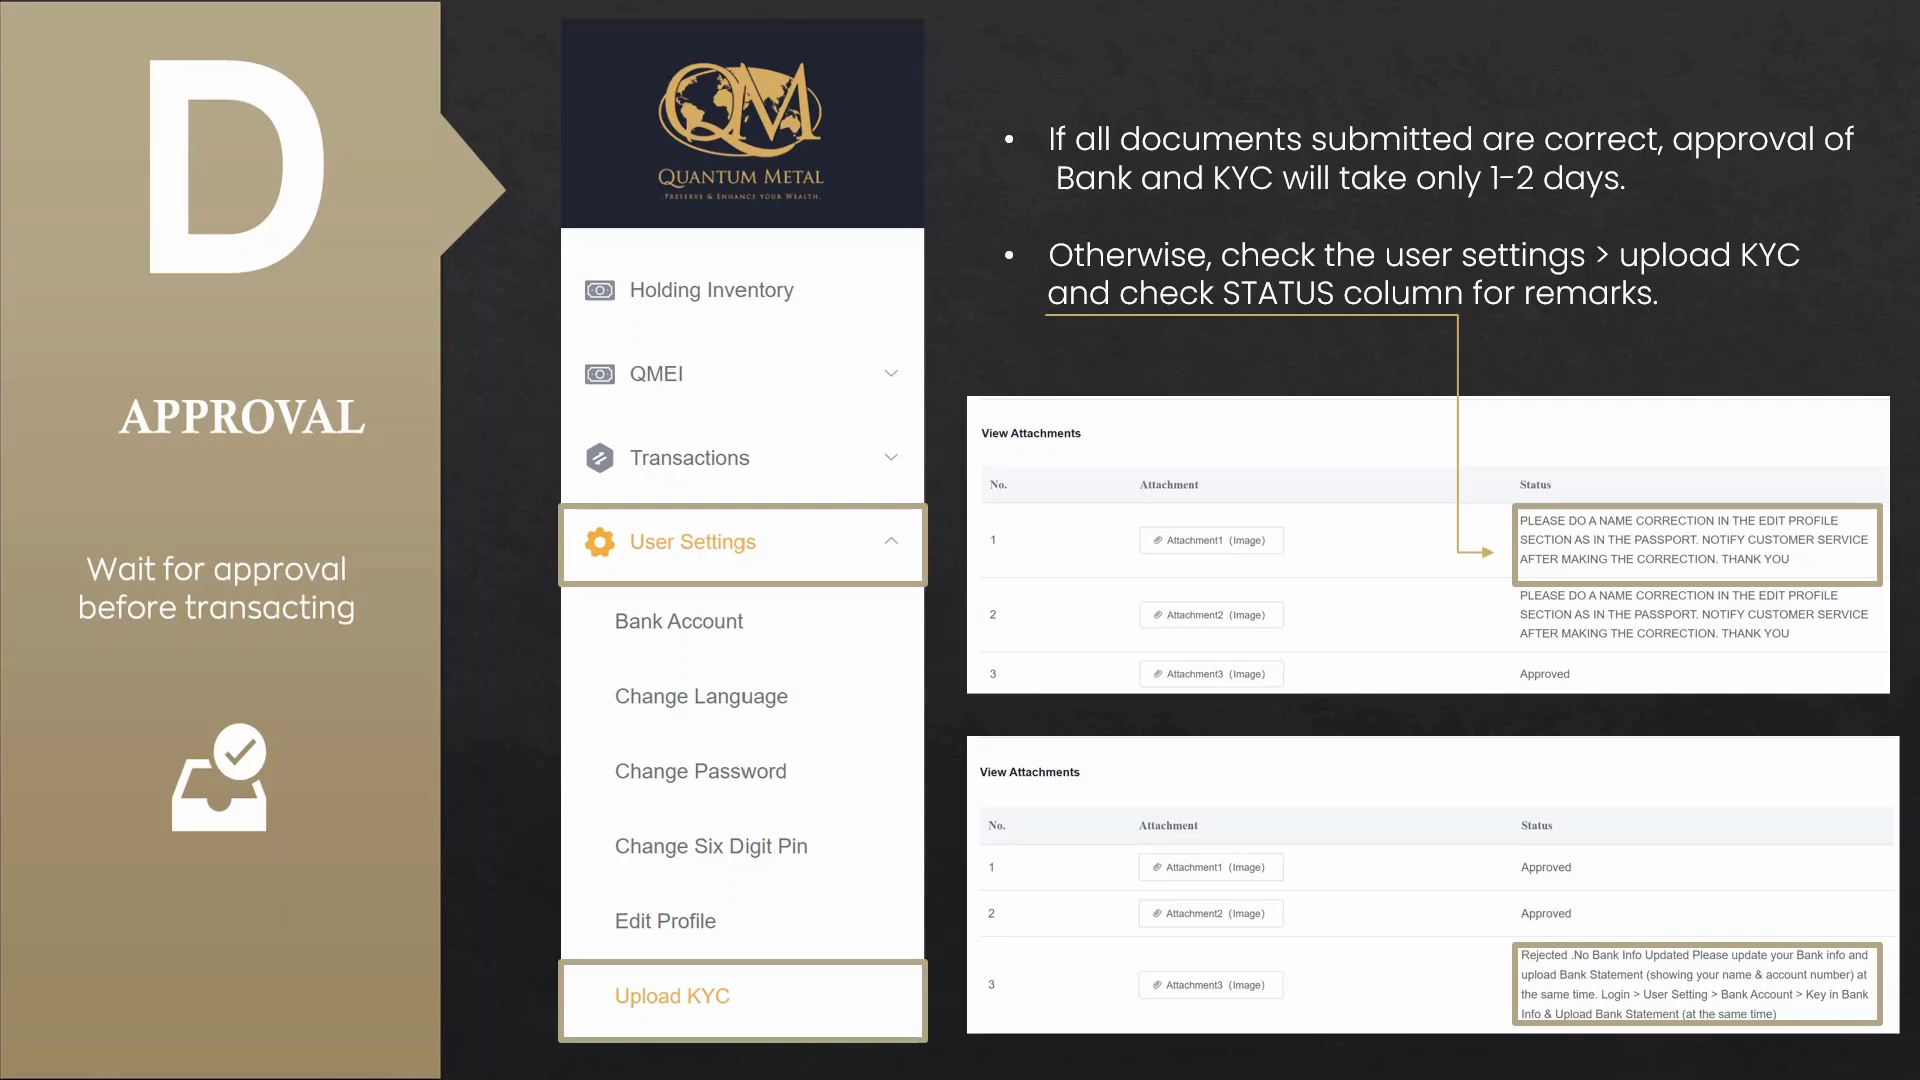 D
APPROVAL
Wait for approval
before transacting
QM
QUANTUM METAL
.PRESERVE & ENHANCE YOUR WEALTH.
Holding Inventory
QMEI
Transactions
User Settings
Bank Account
Change Language
Change Password
Change Six Digit Pin
Edit Profile
Upload KYC
• If all documents submitted are correct, approval of
Bank and KYC will take only 1-2 days.
• Otherwise, check the user settings > upload KYC
and check STATUS column for remarks.
View Attachments
No. Attachment Status
1 Attachment1 (Image) PLEASE DO A NAME CORRECTION IN THE EDIT PROFILE
SECTION AS IN THE PASSPORT. NOTIFY CUSTOMER SERVICE
AFTER MAKING THE CORRECTION. THANK YOU
2 Attachment2 (Image) PLEASE DO A NAME CORRECTION IN THE EDIT PROFILE
SECTION AS IN THE PASSPORT. NOTIFY CUSTOMER SERVICE
AFTER MAKING THE CORRECTION. THANK YOU
3 Attachment3 (Image) Approved
View Attachments
No. Attachment Status
1 Attachment1 (Image) Approved
2 Attachment2 (Image) Approved
3 Attachment3 (Image) Rejected .No Bank Info Updated Please update your Bank info and
upload Bank Statement (showing your name & account number) at
the same time. Login > User Setting > Bank Account > Key in Bank
Info & Upload Bank Statement (at the same time)